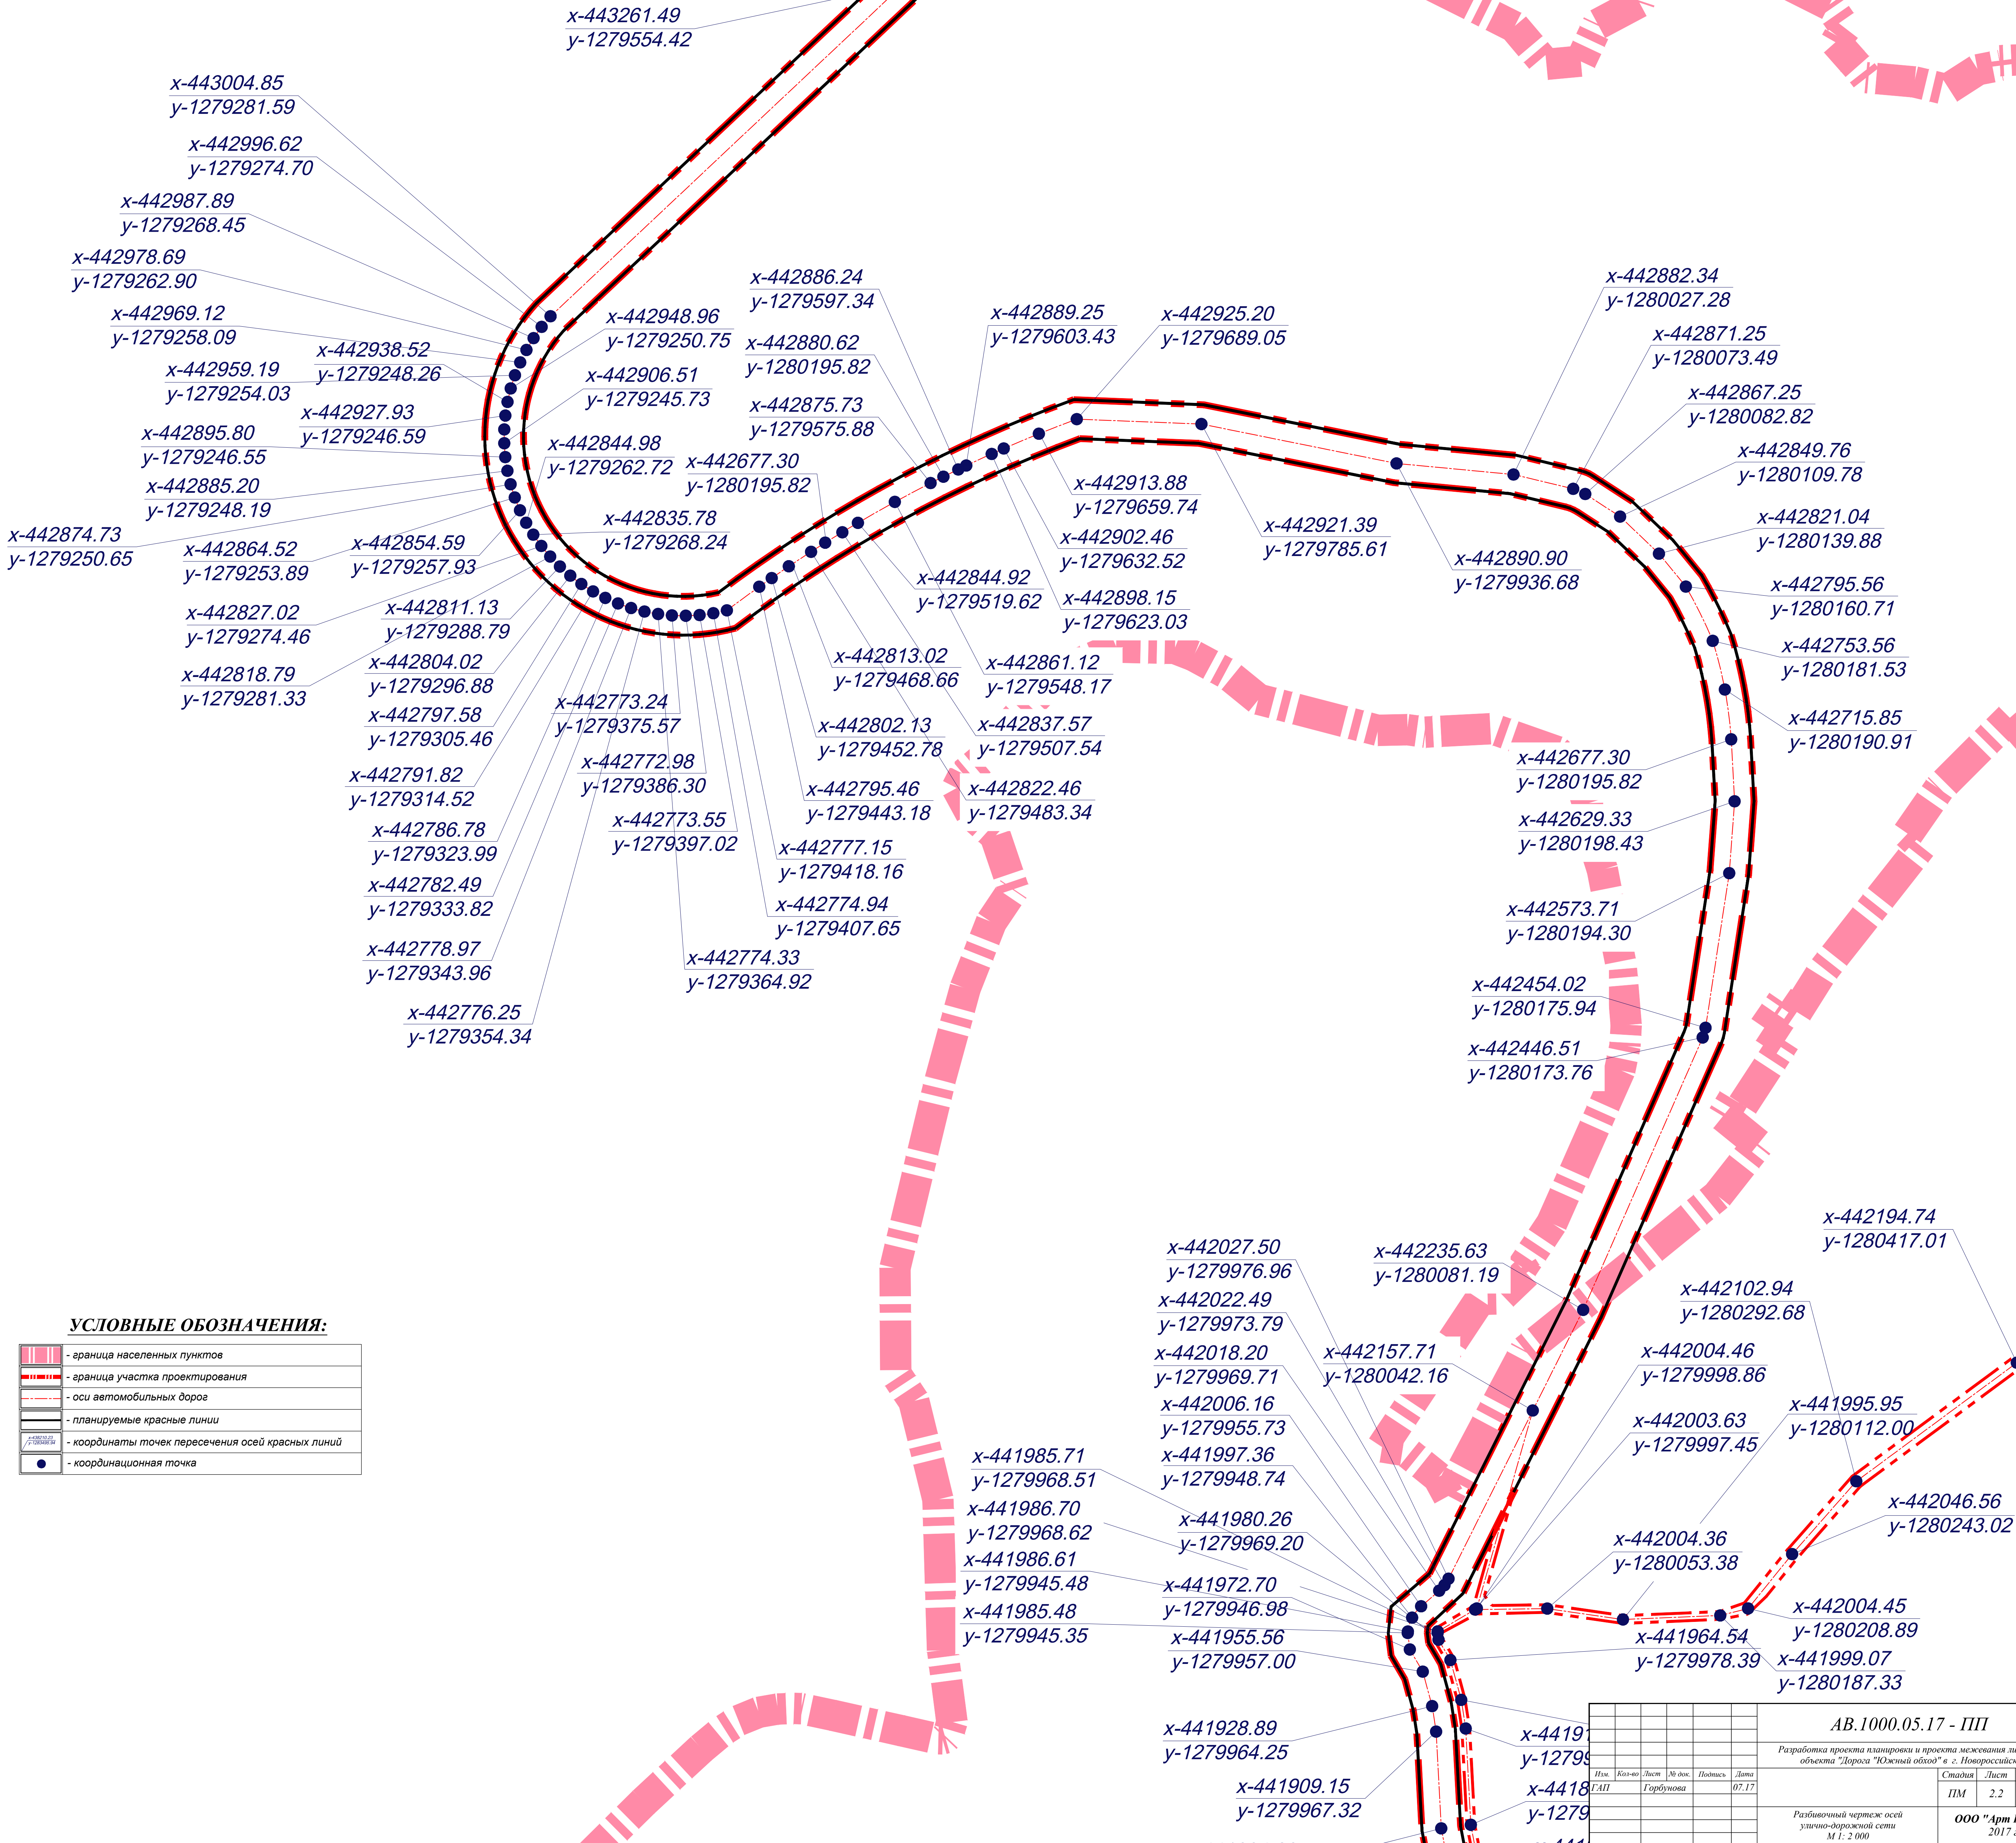 x-443261.49
y-1279554.42
x-443004.85
y-1279281.59
x-442996.62
y-1279274.70
x-442987.89
y-1279268.45
x-442978.69
y-1279262.90
x-442969.12
y-1279258.09
x-442959.19
y-1279254.03
x-442938.52
y-1279248.26
x-442948.96
y-1279250.75
x-442927.93
y-1279246.59
x-442906.51
y-1279245.73
x-442895.80
y-1279246.55
x-442885.20
y-1279248.19
x-442874.73
y-1279250.65
x-442864.52
y-1279253.89
x-442854.59
y-1279257.93
x-442844.98
y-1279262.72
x-442835.78
y-1279268.24
x-442827.02
y-1279274.46
x-442818.79
y-1279281.33
x-442811.13
y-1279288.79
x-442804.02
y-1279296.88
x-442797.58
y-1279305.46
x-442791.82
y-1279314.52
x-442786.78
y-1279323.99
x-442782.49
y-1279333.82
x-442778.97
y-1279343.96
x-442776.25
y-1279354.34
x-442774.33
y-1279364.92
x-442773.24
y-1279375.57
x-442772.98
y-1279386.30
x-442773.55
y-1279397.02
x-442774.94
y-1279407.65
x-442777.15
y-1279418.16
x-442795.46
y-1279443.18
x-442802.13
y-1279452.78
x-442813.02
y-1279468.66
x-442822.46
y-1279483.34
x-442837.57
y-1279507.54
x-442861.12
y-1279548.17
x-442844.92
y-1279519.62
x-442677.30
y-1280195.82
x-442875.73
y-1279575.88
x-442880.62
y-1280195.82
x-442886.24
y-1279597.34
x-442889.25
y-1279603.43
x-442898.15
y-1279623.03
x-442902.46
y-1279632.52
x-442913.88
y-1279659.74
x-442925.20
y-1279689.05
x-442921.39
y-1279785.61
x-442890.90
y-1279936.68
x-442882.34
y-1280027.28
x-442871.25
y-1280073.49
x-442867.25
y-1280082.82
x-442849.76
y-1280109.78
x-442821.04
y-1280139.88
x-442795.56
y-1280160.71
x-442753.56
y-1280181.53
x-442715.85
y-1280190.91
x-442677.30
y-1280195.82
x-442629.33
y-1280198.43
x-442573.71
y-1280194.30
x-442454.02
y-1280175.94
x-442446.51
y-1280173.76
x-442235.63
y-1280081.19
x-442157.71
y-1280042.16
x-442027.50
y-1279976.96
x-442022.49
y-1279973.79
x-442018.20
y-1279969.71
x-442006.16
y-1279955.73
x-441997.36
y-1279948.74
x-441985.71
y-1279968.51
x-441986.70
y-1279968.62
x-441986.61
y-1279945.48
x-441985.48
y-1279945.35
x-441980.26
y-1279969.20
x-441972.70
y-1279946.98
x-441955.56
y-1279957.00
x-441928.89
y-1279964.25
x-441909.15
y-1279967.32
x-442194.74
y-1280417.01
x-442102.94
y-1280292.68
x-442004.46
y-1279998.86
x-442003.63
y-1279997.45
x-441995.95
y-1280112.00
x-442046.56
y-1280243.02
x-442004.36
y-1280053.38
x-442004.45
y-1280208.89
x-441964.54
y-1279978.39
x-441999.07
y-1280187.33
x-4419
y-1279
x-4418
y-1279
УСЛОВНЫЕ ОБОЗНАЧЕНИЯ:
- граница населенных пунктов
- граница участка проектирования
- оси автомобильных дорог
- планируемые красные линии
- координаты точек пересечения осей красных линий
- координационная точка
АВ.1000.05.17 - ПП
Разработка проекта планировки и проекта межевания ли
объекта "Дорога "Южный обход" в г. Новороссийск
Изм. Кол-во Лист № док. Подпись Дата
ГАП Горбунова 07.17
Стадия Лист
ПМ 2.2
Разбивочный чертеж осей
улично-дорожной сети
М 1: 2 000
ООО "Арт
2017